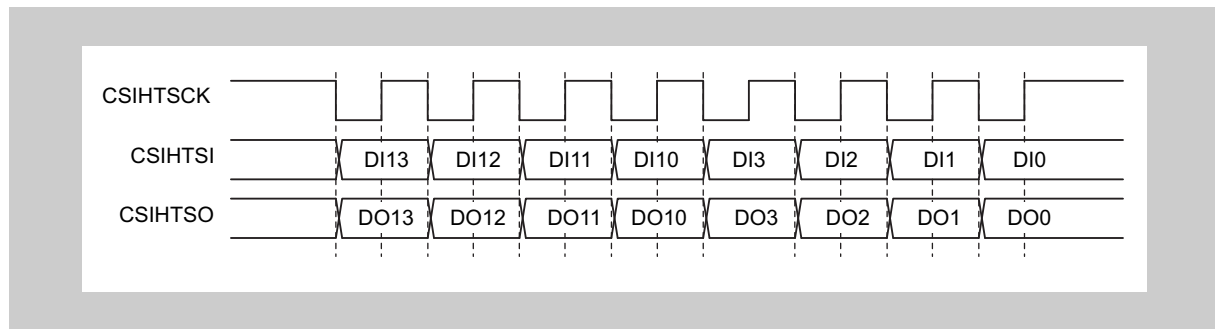 CSIHTSCK
CSIHTSI DI13 DI12 DI11 DI10 DI3 DI2 DI1 DI0
CSIHTSO DO13 DO12 DO11 DO10 DO3 DO2 DO1 DO0